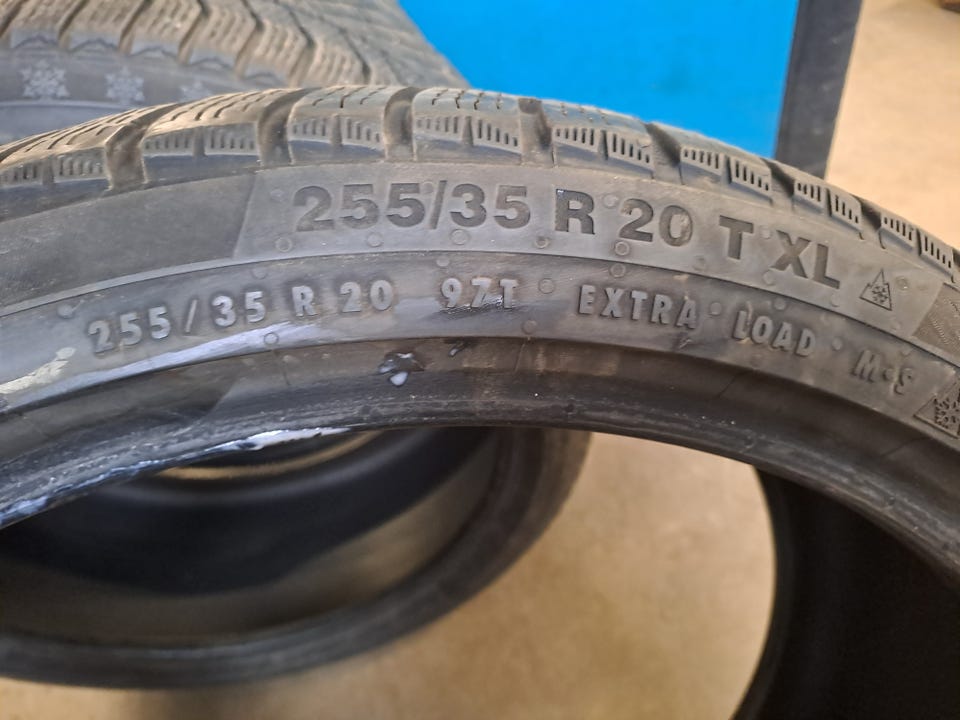 255/35 R 20 T XL
255/35 R 20 97T EXTRA LOAD M+S